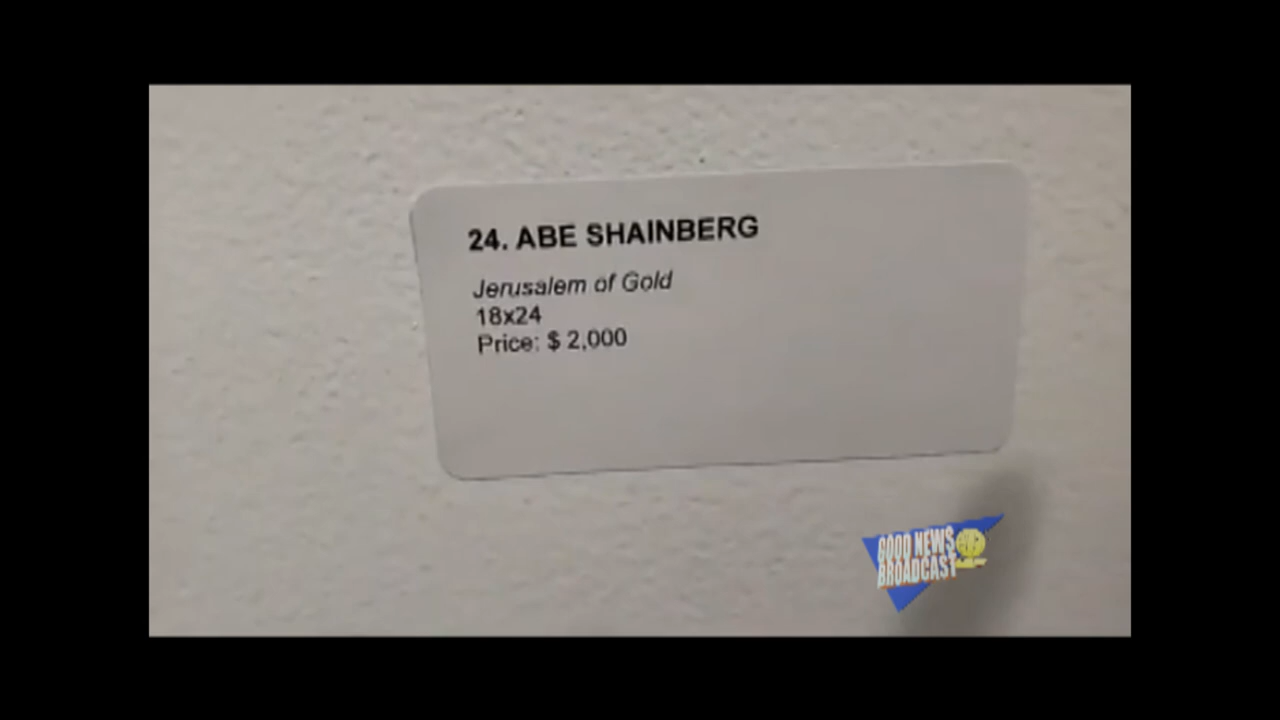 24. ABE SHAINBERG
Jerusalem of Gold
18x24
Price: $ 2,000
GOOD NEWS
BROADCAST